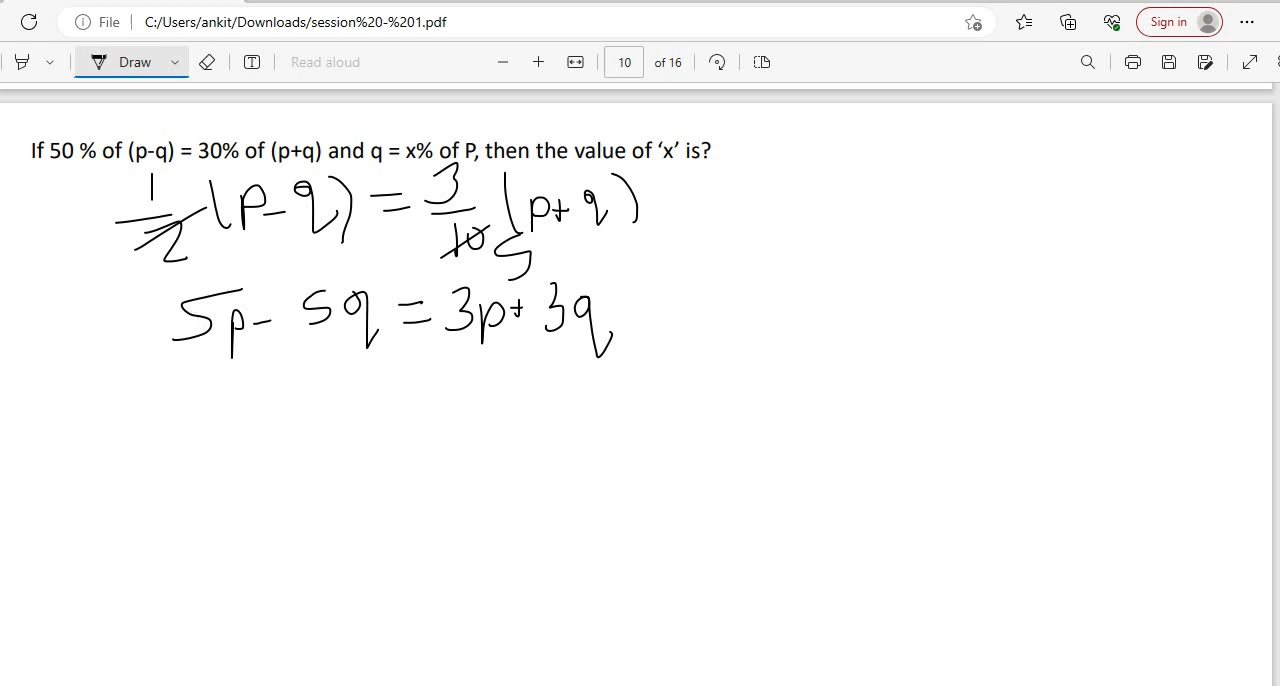 File C:/Users/ankit/Downloads/session%20-%201.pdf Sign in
Draw T Read aloud 10 of 16
If 50 % of (p-q) = 30% of (p+q) and q = x% of P, then the value of ‘x’ is?
1/2 (p-q) = 3/10 (p+q)
5
5p - 5q = 3p + 3q